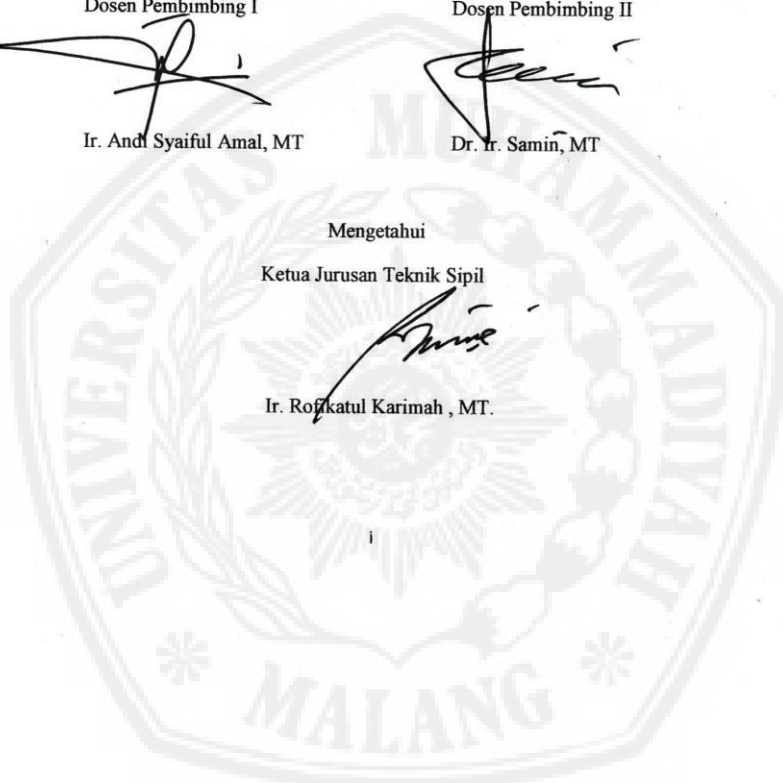 Dosen Pembimbing I
Dosen Pembimbing II
Ir. Andi Syaiful Amal, MT
Dr. Ir. Samin, MT
Mengetahui
Ketua Jurusan Teknik Sipil
Ir. Rofikatul Karimah , MT.
i
UNIVERSITAS MUHAMMADIYAH
MALANG